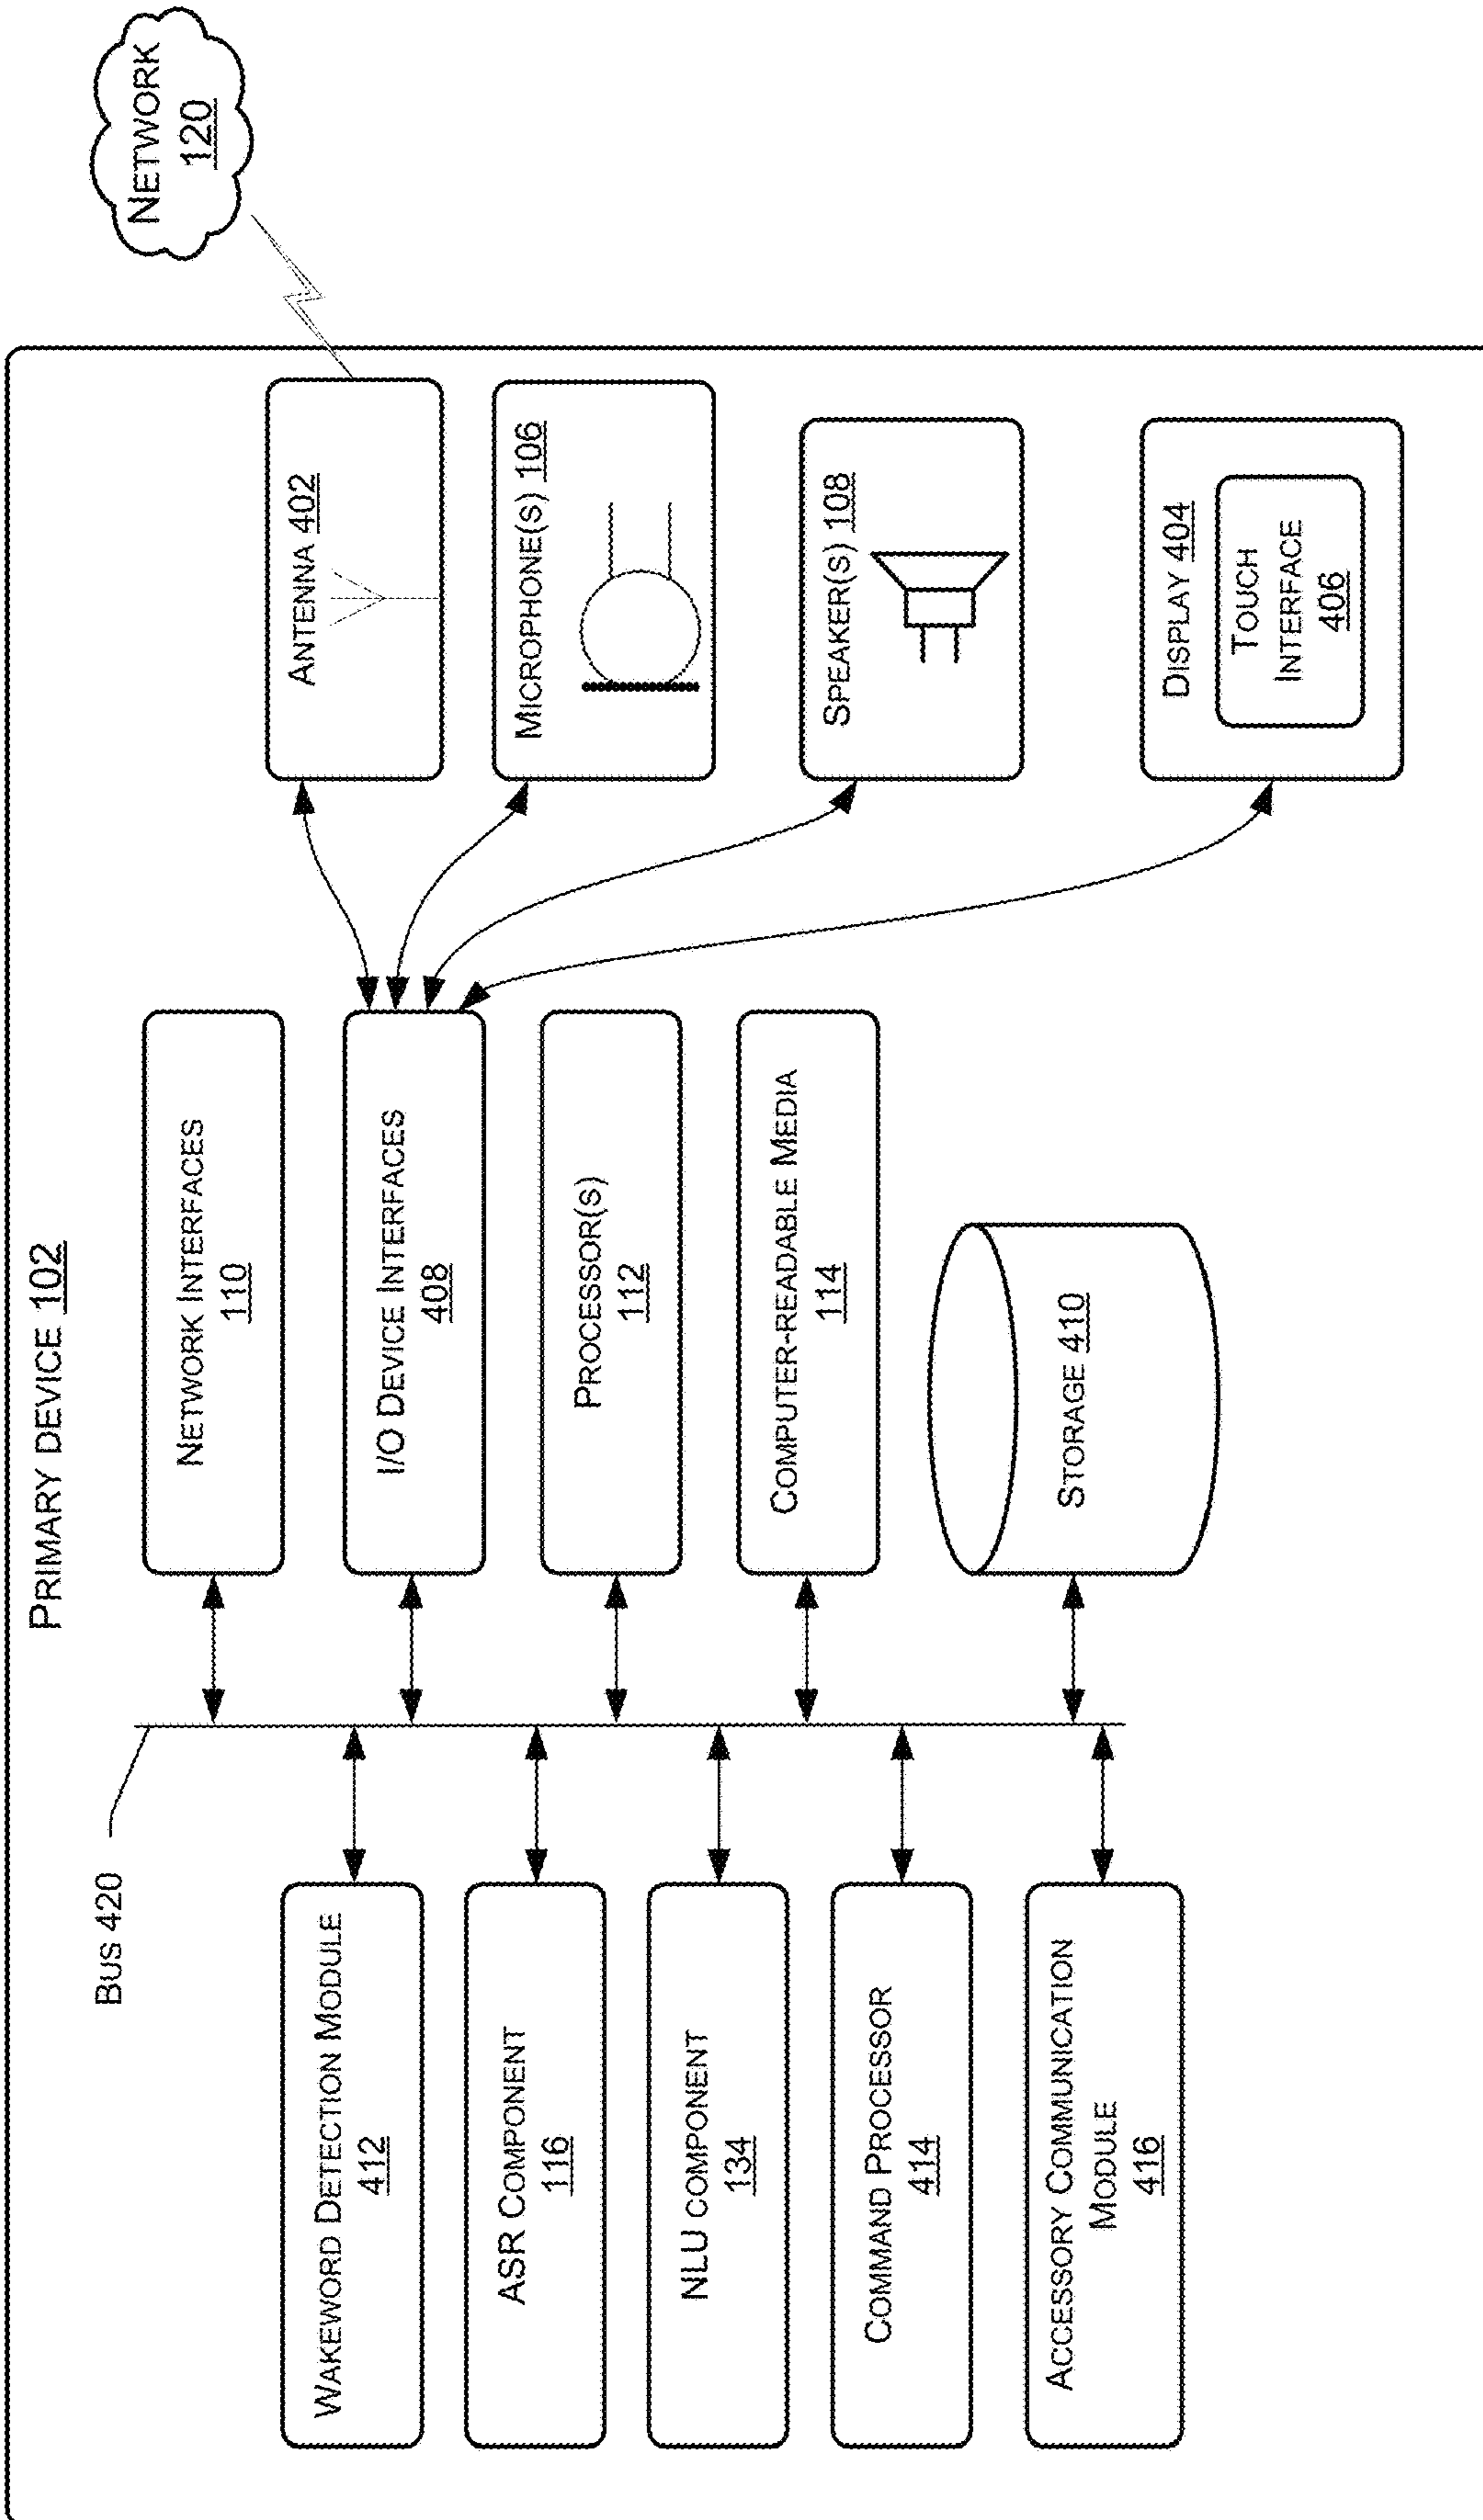 PRIMARY DEVICE 102
BUS 420
WAKEWORD DETECTION MODULE
412
ASR COMPONENT
116
NLU COMPONENT
134
COMMAND PROCESSOR
414
ACCESSORY COMMUNICATION
MODULE
416
NETWORK INTERFACES
110
I/O DEVICE INTERFACES
408
PROCESSOR(S)
112
COMPUTER-READABLE MEDIA
114
STORAGE 410
ANTENNA 402
MICROPHONE(S) 106
SPEAKER(S) 108
DISPLAY 404
TOUCH
INTERFACE
406
NETWORK
120